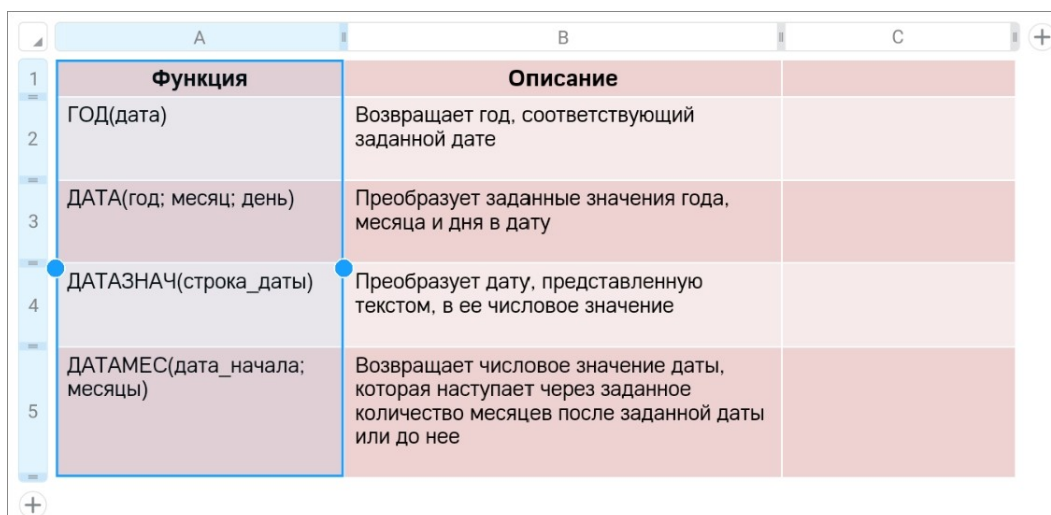 A B C
1 Функция Описание
2 ГОД(дата) Возвращает год, соответствующий
заданной дате
3 ДАТА(год; месяц; день) Преобразует заданные значения года,
месяца и дня в дату
4 ДАТАЗНАЧ(строка_даты) Преобразует дату, представленную
текстом, в ее числовое значение
5 ДАТАМЕС(дата_начала;
месяцы)
Возвращает числовое значение даты,
которая наступает через заданное
количество месяцев после заданной даты
или до нее